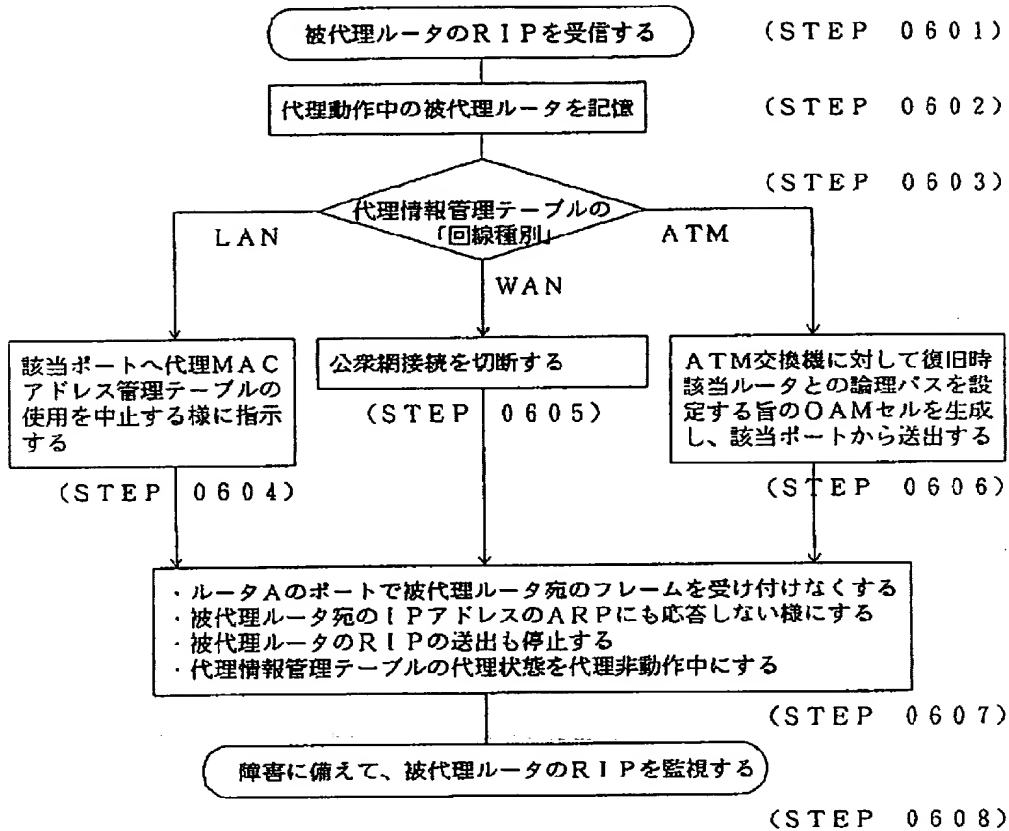 被代理ルータのＲＩＰを受信する
(STEP 0601)
代理動作中の被代理ルータを記憶
(STEP 0602)
(STEP 0603)
代理情報管理テーブルの
「回線種別」
LAN
ATM
WAN
該当ポートへ代理ＭＡＣ
アドレス管理テーブルの
使用を中止する様に指示
する
(STEP 0604)
公衆網接続を切断する
(STEP 0605)
ＡＴＭ交換機に対して復旧時
該当ルータとの論理パスを設
定する旨のＯＡＭセルを生成
し、該当ポートから送出する
(STEP 0606)
・ルータＡのポートで被代理ルータ宛のフレームを受け付けなくする
・被代理ルータ宛のＩＰアドレスのＡＲＰにも応答しない様にする
・被代理ルータのＲＩＰの送出も停止する
・代理情報管理テーブルの代理状態を代理非動作中にする
(STEP 0607)
障害に備えて、被代理ルータのＲＩＰを監視する
(STEP 0608)